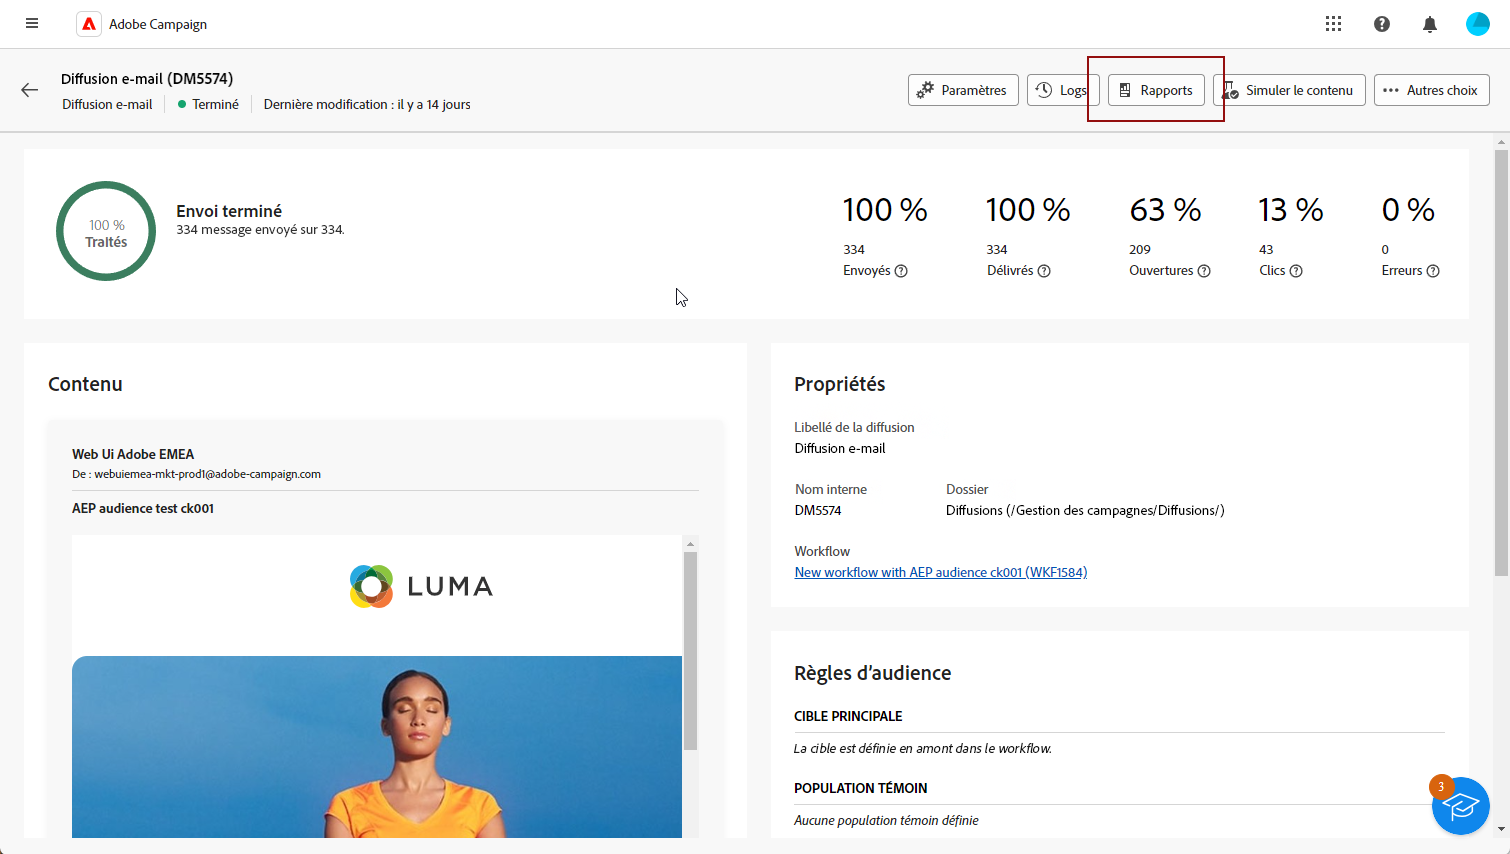 Adobe Campaign
Diffusion e-mail (DM5574)
Diffusion e-mail
Terminé
Dernière modification : il y a 14 jours
Paramètres
Logs
Rapports
Simuler le contenu
Autres choix
100 %
Traités
Envoi terminé
334 message envoyé sur 334.
100 %
334
Envoyés
100 %
334
Délivrés
63 %
209
Ouvertures
13 %
43
Clics
0 %
0
Erreurs
Contenu
Web Ui Adobe EMEA
De : webuiemea-mkt-prod1@adobe-campaign.com
AEP audience test ck001
LUMA
Propriétés
Libellé de la diffusion
Diffusion e-mail
Nom interne
DM5574
Dossier
Diffusions (/Gestion des campagnes/Diffusions/)
Workflow
New workflow with AEP audience ck001 (WKF1584)
Règles d’audience
CIBLE PRINCIPALE
La cible est définie en amont dans le workflow.
POPULATION TÉMOIN
Aucune population témoin définie
3